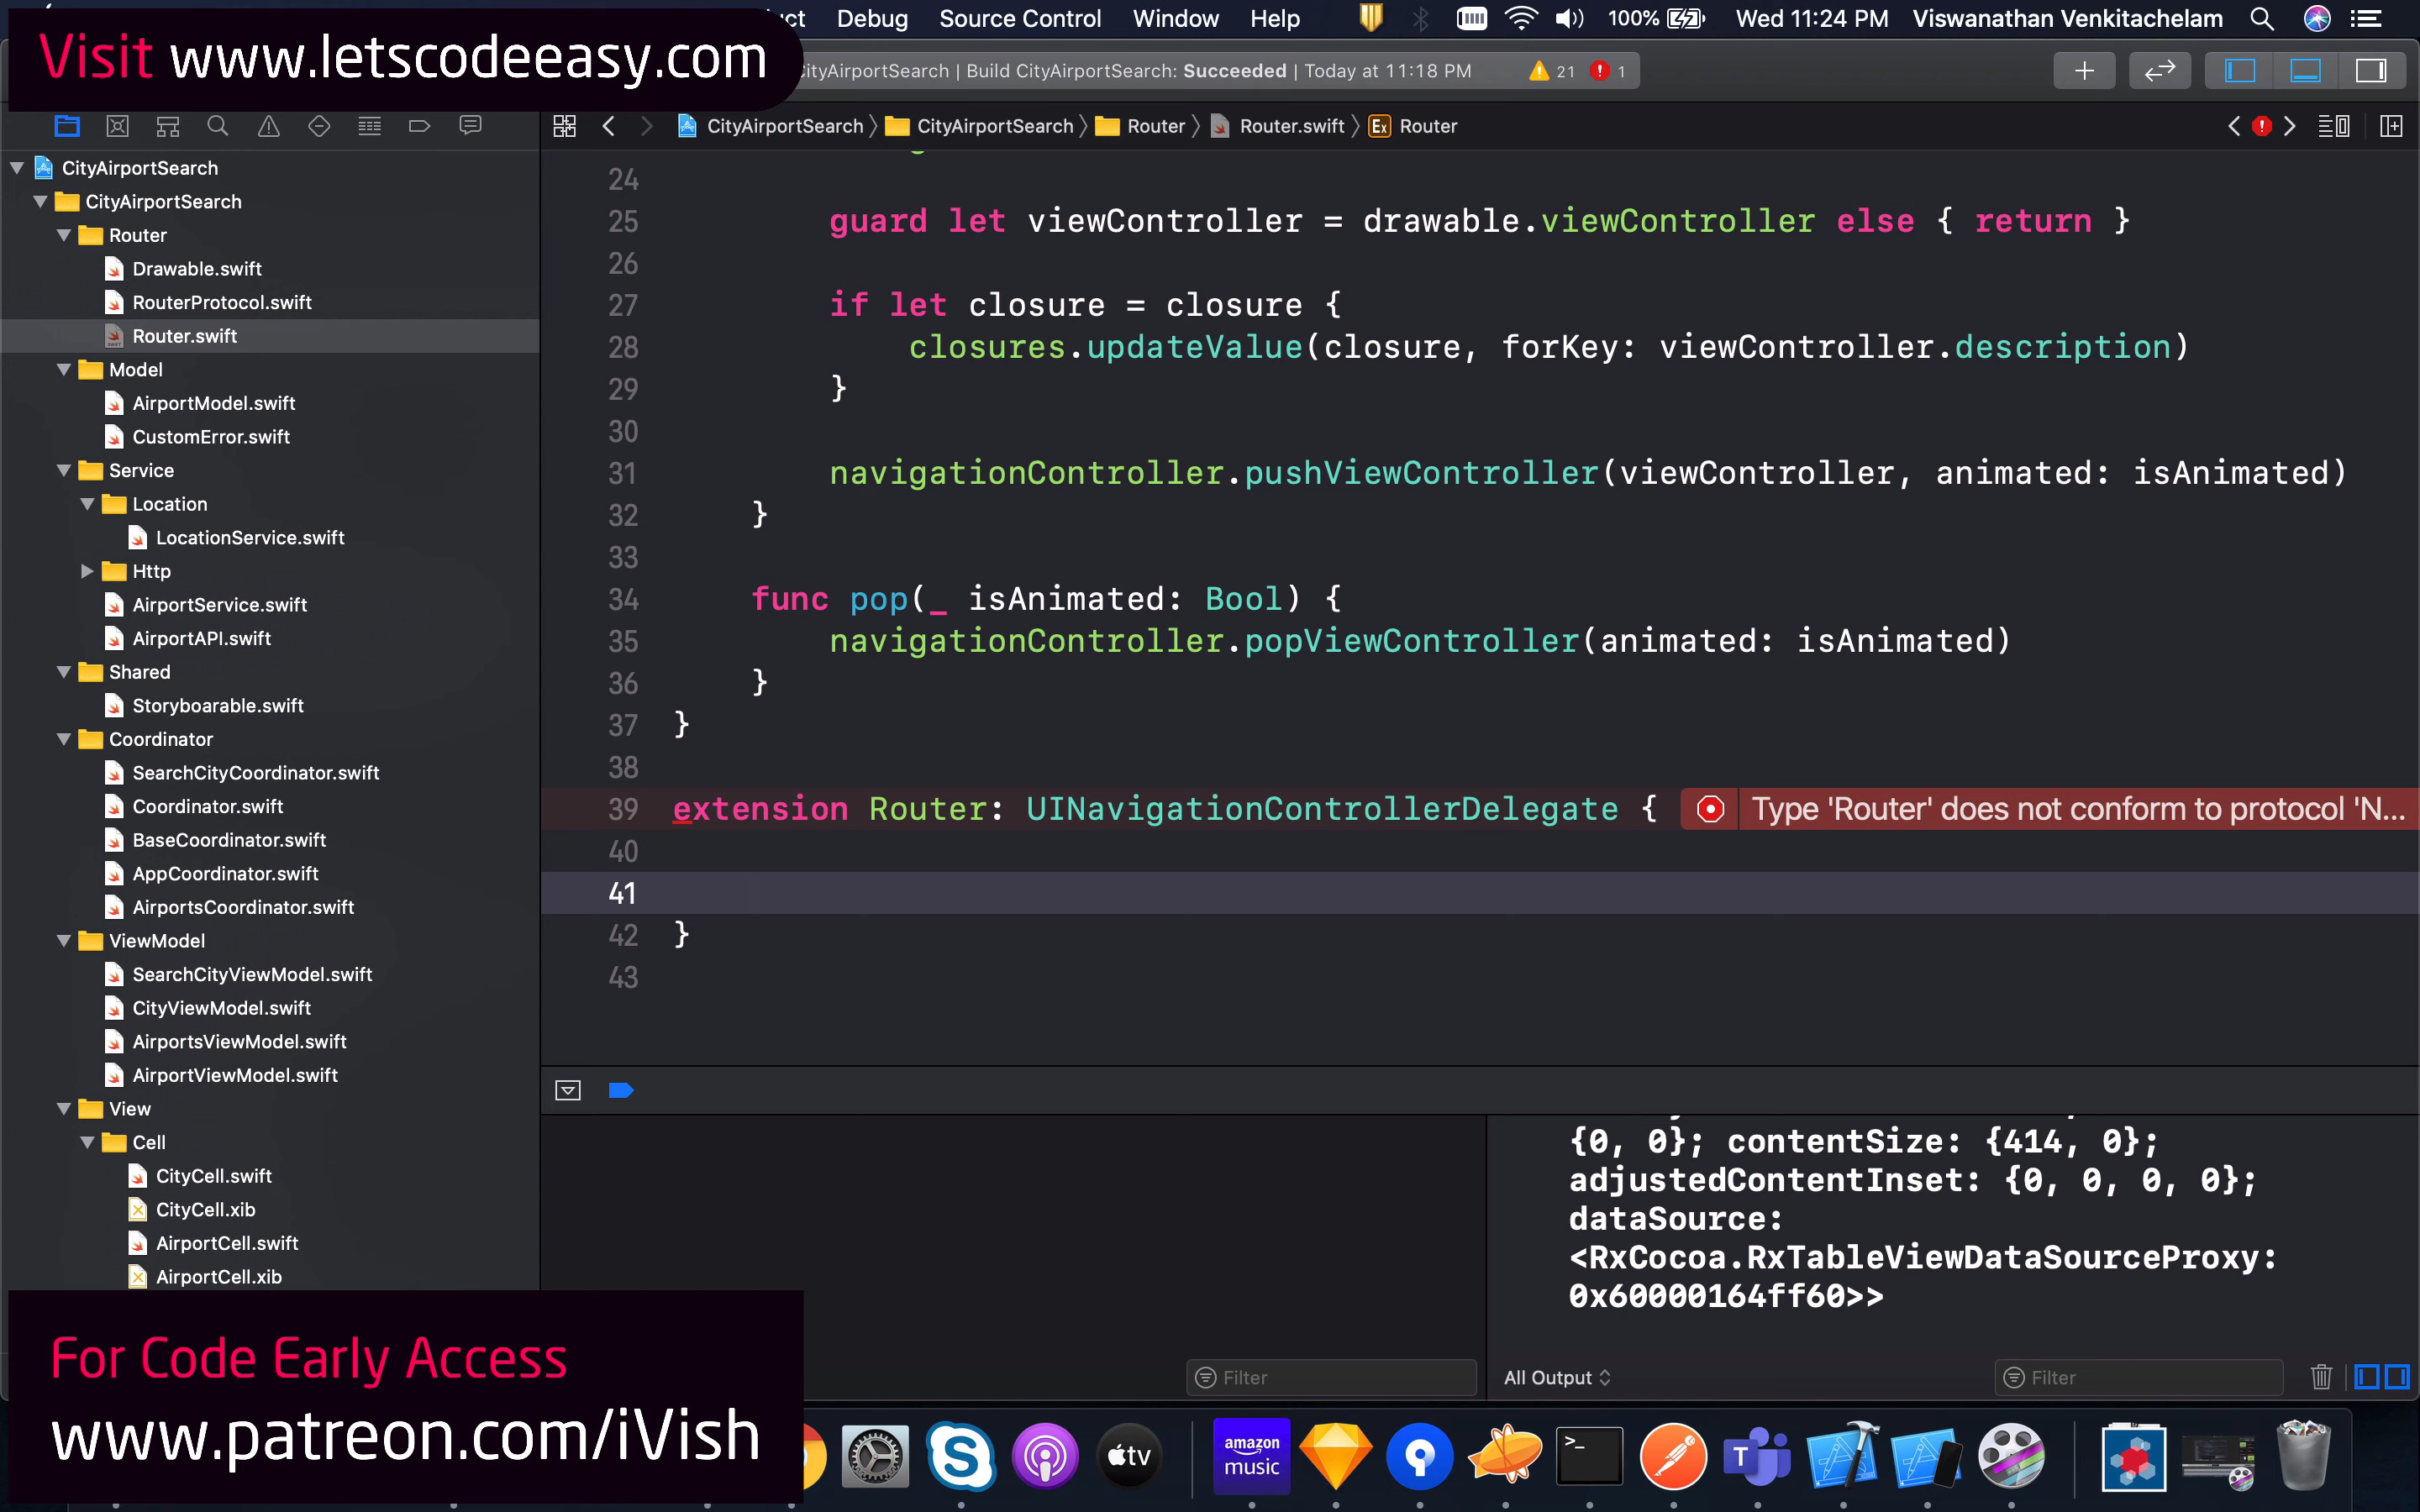 Visit www.letscodeeasy.com
Debug Source Control Window Help 100% Wed 11:24 PM Viswanathan Venkitachelam
CityAirportSearch | Build CityAirportSearch: Succeeded | Today at 11:18 PM 21 1
CityAirportSearch CityAirportSearch Router Router.swift Ex Router
CityAirportSearch
CityAirportSearch
Router
Drawable.swift
RouterProtocol.swift
Router.swift
Model
AirportModel.swift
CustomError.swift
Service
Location
LocationService.swift
Http
AirportService.swift
AirportAPI.swift
Shared
Storyboarable.swift
Coordinator
SearchCityCoordinator.swift
Coordinator.swift
BaseCoordinator.swift
AppCoordinator.swift
AirportsCoordinator.swift
ViewModel
SearchCityViewModel.swift
CityViewModel.swift
AirportsViewModel.swift
AirportViewModel.swift
View
Cell
CityCell.swift
CityCell.xib
AirportCell.swift
AirportCell.xib
24
25 guard let viewController = drawable.viewController else { return }
26
27 if let closure = closure {
28 closures.updateValue(closure, forKey: viewController.description)
29 }
30
31 navigationController.pushViewController(viewController, animated: isAnimated)
32 }
33
34 func pop(_ isAnimated: Bool) {
35 navigationController.popViewController(animated: isAnimated)
36 }
37 }
38
39 extension Router: UINavigationControllerDelegate { Type 'Router' does not conform to protocol 'N...
40
41
42 }
43
{0, 0}; contentSize: {414, 0};
adjustedContentInset: {0, 0, 0, 0};
dataSource:
<RxCocoa.RxTableViewDataSourceProxy:
0x60000164ff60>>
Filter All Output Filter
For Code Early Access
www.patreon.com/iVish
tv amazon music T